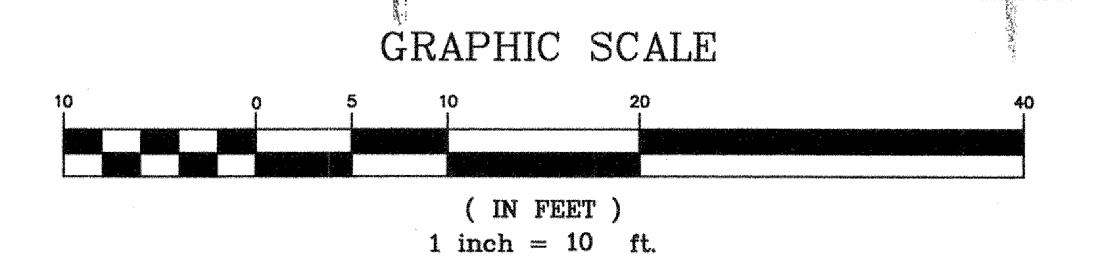 GRAPHIC SCALE
10 0 5 10 20 40
( IN FEET )
1 inch = 10 ft.